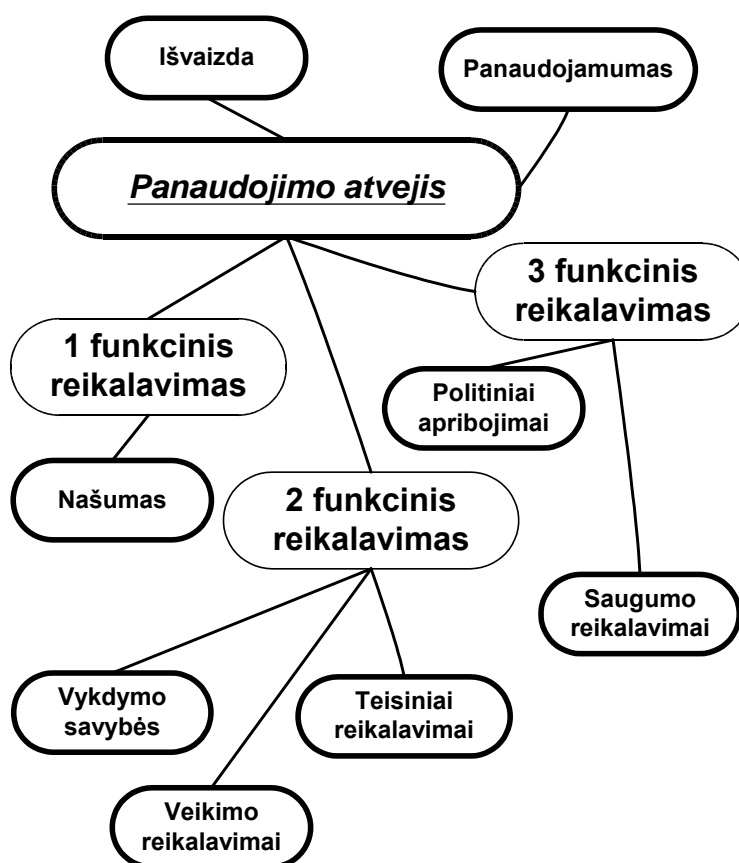 Išvaizda
Panaudojamumas
Panaudojimo atvejis
3 funkcinis
reikalavimas
1 funkcinis
reikalavimas
Politiniai
apribojimai
Našumas
2 funkcinis
reikalavimas
Saugumo
reikalavimai
Vykdymo
savybės
Teisiniai
reikalavimai
Veikimo
reikalavimai